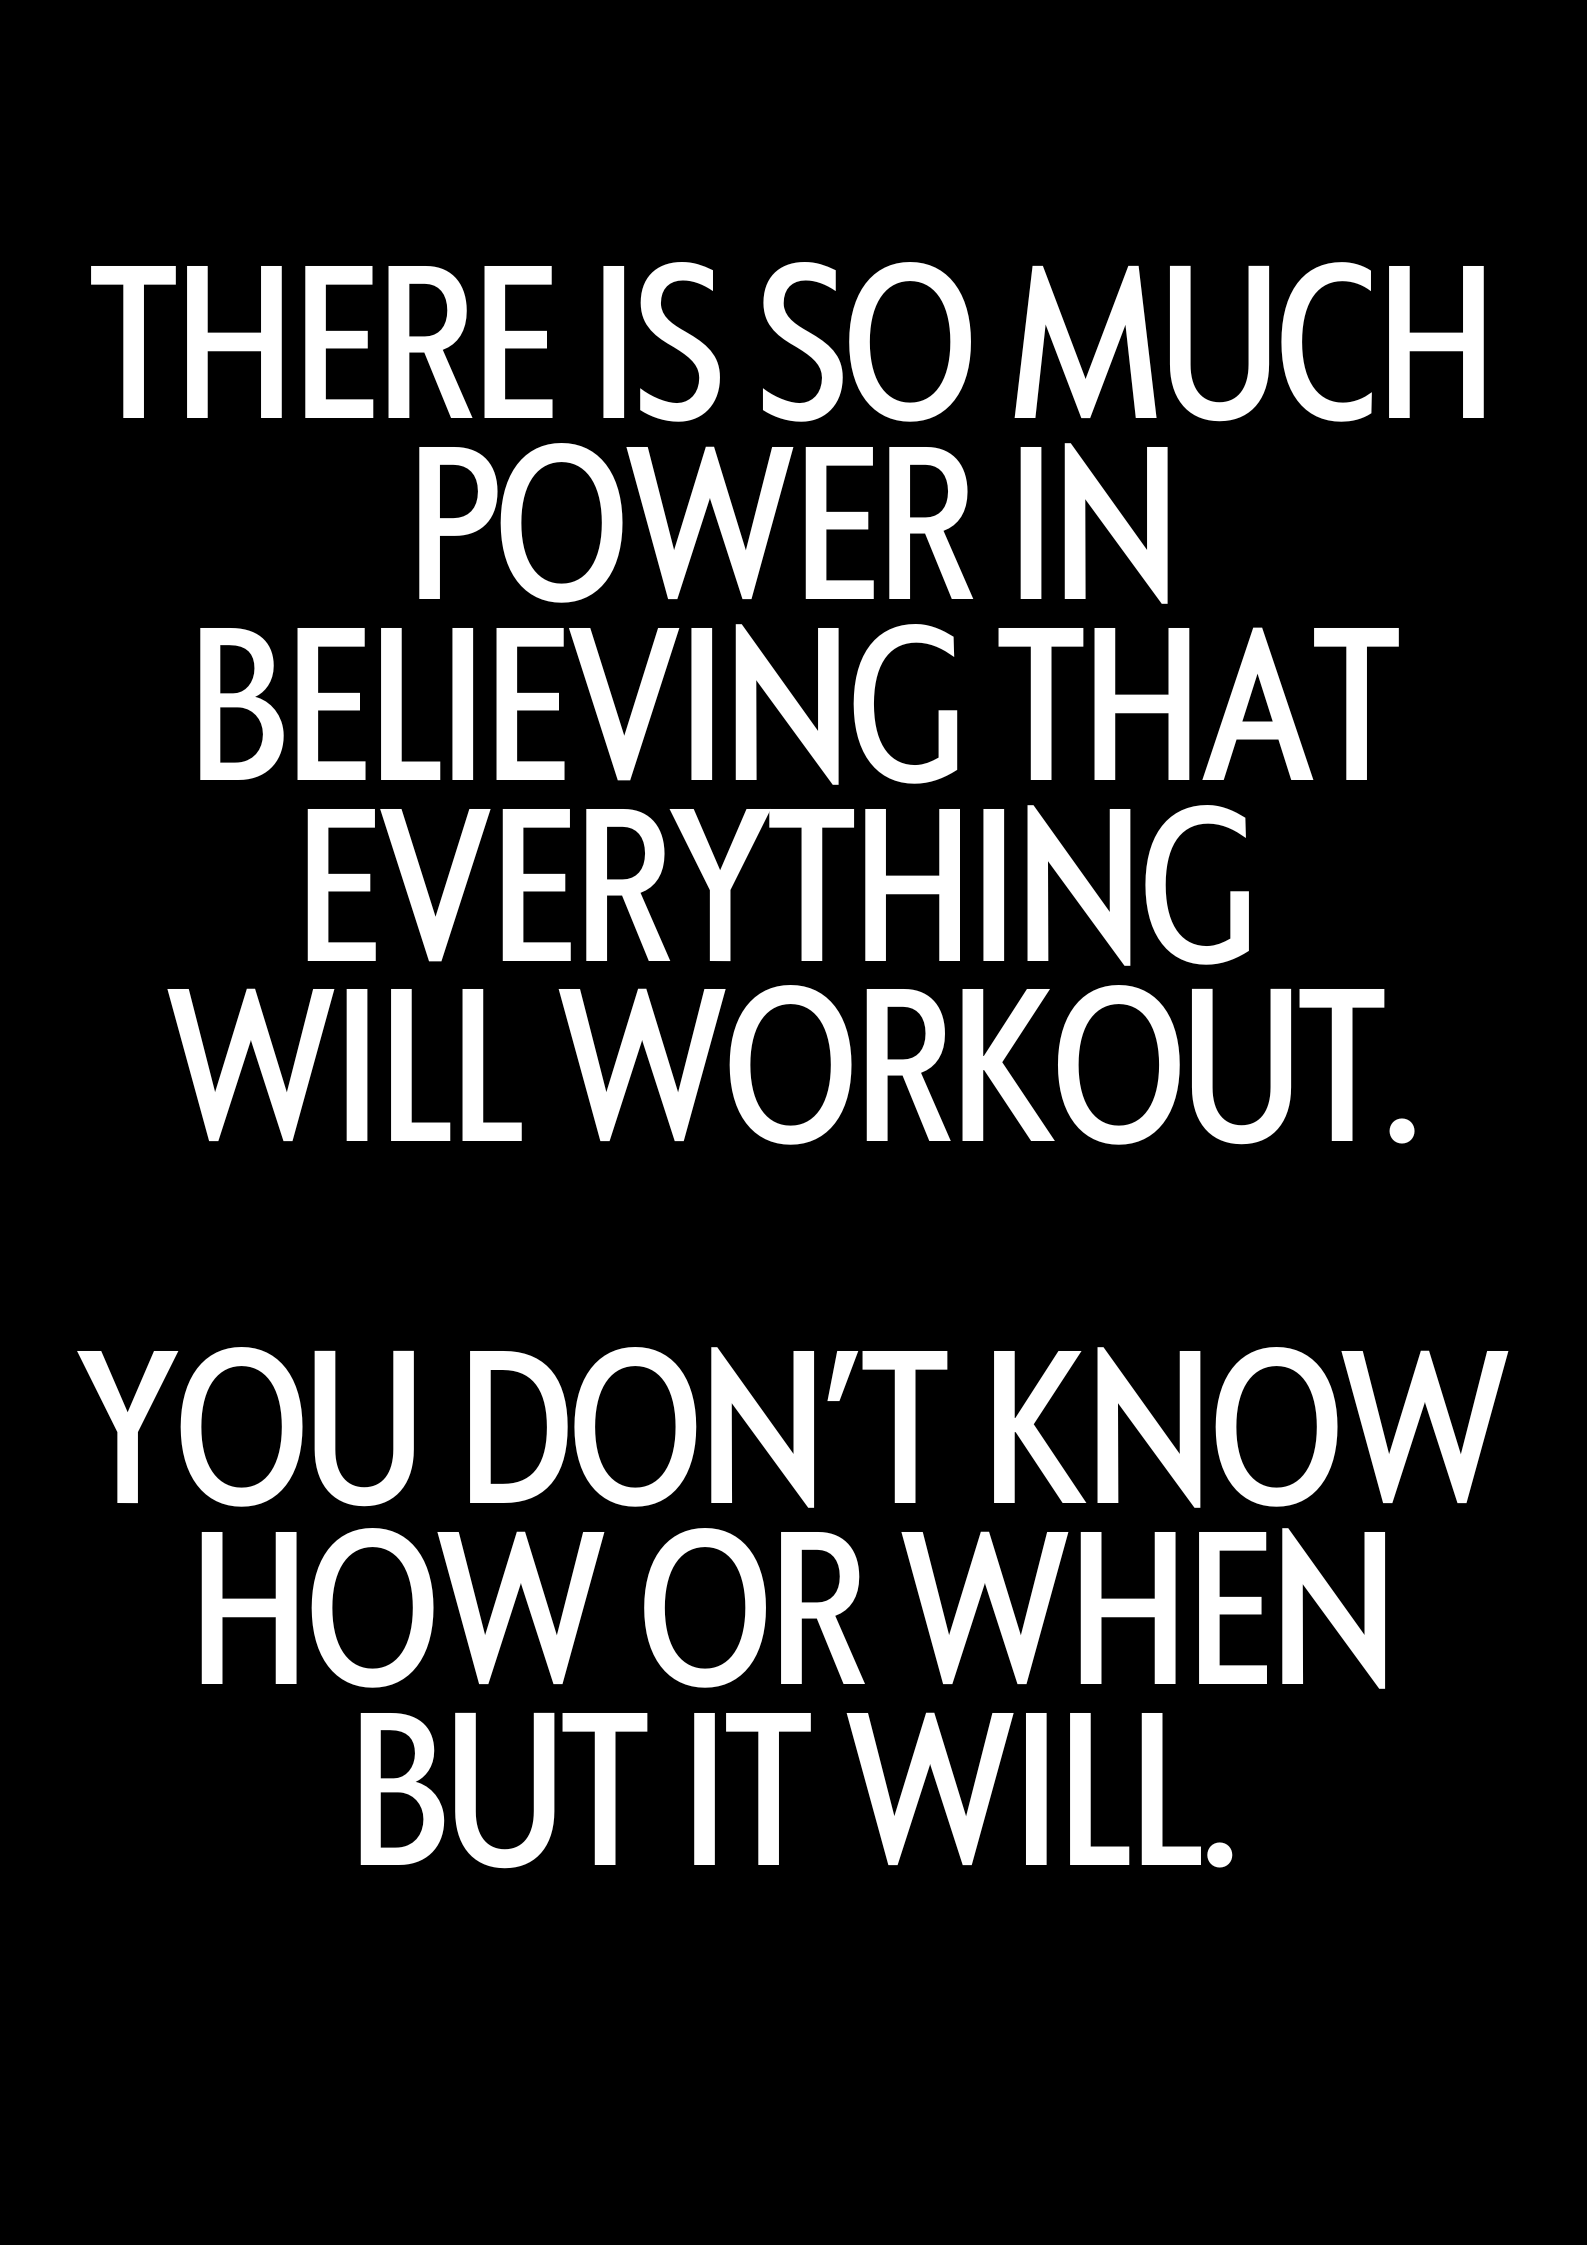 THERE IS SO MUCH
POWER IN
BELIEVING THAT
EVERYTHING
WILL WORKOUT.
YOU DON'T KNOW
HOW OR WHEN
BUT IT WILL.